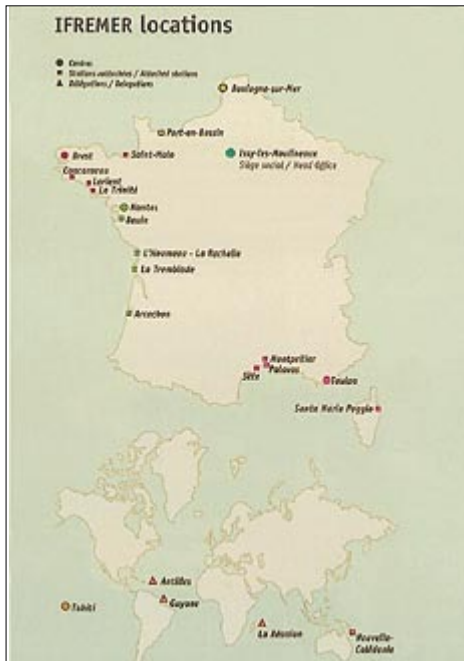 IFREMER locations
Centres
Stations rattachées / Attached stations
Délégations / Delegations
Boulogne-sur-Mer
Port-en-Bessin
Brest
Saint-Malo
Issy-les-Moulineaux
Siège social / Head Office
Concarneau
Lorient
La Trinité
Nantes
Bouin
L'Houmeau - La Rochelle
La Tremblade
Arcachon
Montpellier
Palavas
Sète
Toulon
Santa Maria Poggio
Antilles
Guyane
Tahiti
La Réunion
Nouvelle-
Calédonie